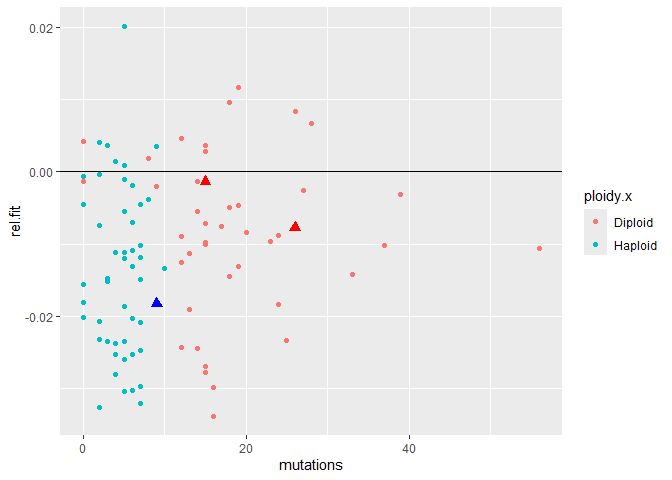 0.02
0.00
-0.02
rel.fit
0
20
40
mutations
ploidy.x
Diploid
Haploid